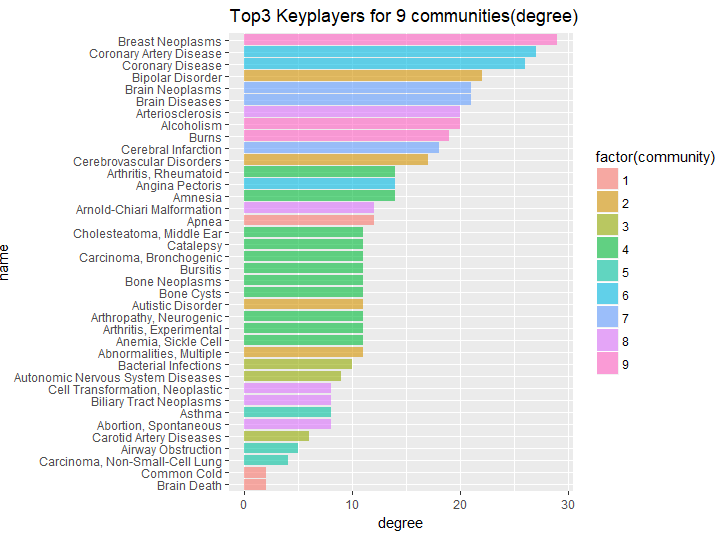 Top3 Keyplayers for 9 communities(degree)
Breast Neoplasms
Coronary Artery Disease
Coronary Disease
Bipolar Disorder
Brain Neoplasms
Brain Diseases
Arteriosclerosis
Alcoholism
Burns
Cerebral Infarction
Cerebrovascular Disorders
Arthritis, Rheumatoid
Angina Pectoris
Amnesia
Arnold-Chiari Malformation
Apnea
Cholesteatoma, Middle Ear
Catalepsy
Carcinoma, Bronchogenic
Bursitis
Bone Neoplasms
Bone Cysts
Autistic Disorder
Arthropathy, Neurogenic
Arthritis, Experimental
Anemia, Sickle Cell
Abnormalities, Multiple
Bacterial Infections
Autonomic Nervous System Diseases
Cell Transformation, Neoplastic
Biliary Tract Neoplasms
Asthma
Abortion, Spontaneous
Carotid Artery Diseases
Airway Obstruction
Carcinoma, Non-Small-Cell Lung
Common Cold
Brain Death
name
0 10 20 30
degree
factor(community)
1
2
3
4
5
6
7
8
9